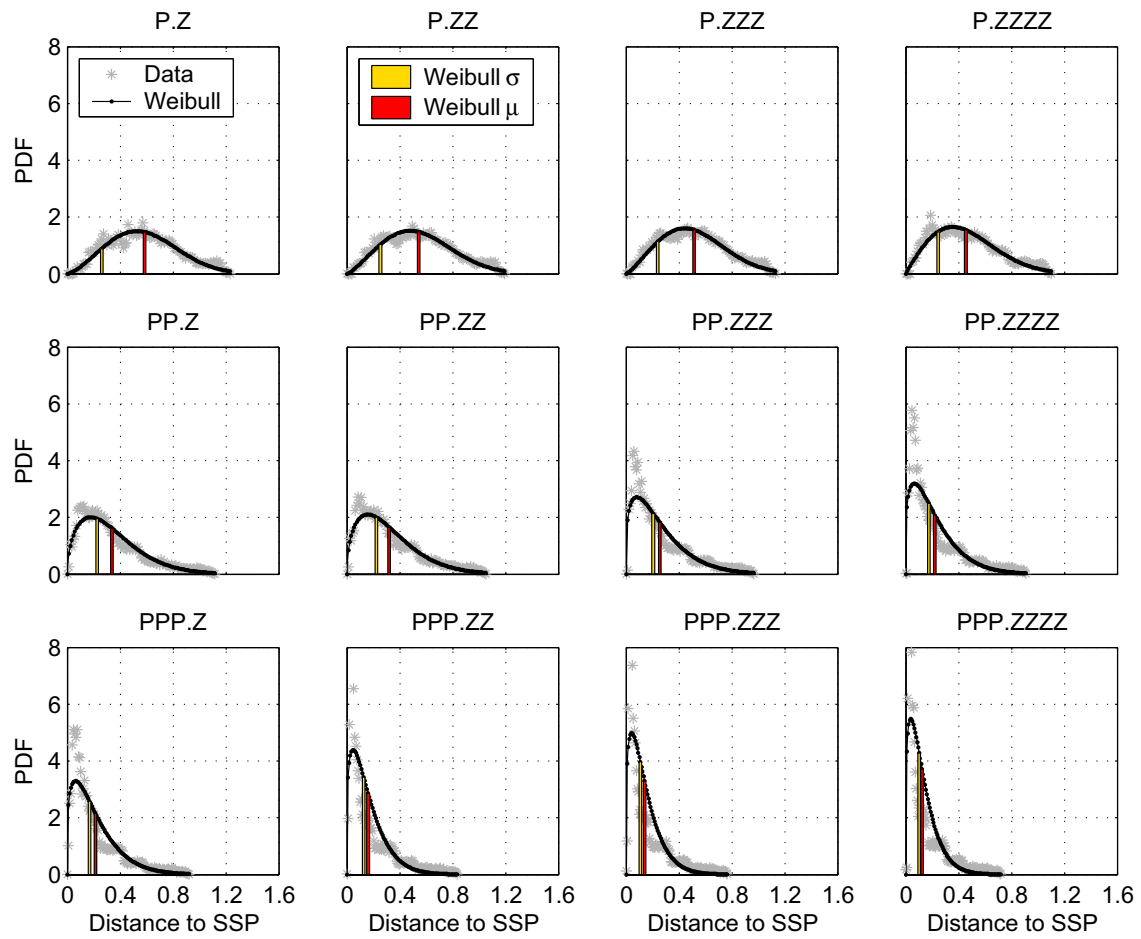 P.Z P.ZZ P.ZZZ P.ZZZZ
8
6
4
2
0
PDF
Data
Weibull
Weibull σ
Weibull μ
PP.Z PP.ZZ PP.ZZZ PP.ZZZZ
8
6
4
2
0
PDF
PPP.Z PPP.ZZ PPP.ZZZ PPP.ZZZZ
8
6
4
2
0
PDF
0 0.4 0.8 1.2 1.6 0 0.4 0.8 1.2 1.6 0 0.4 0.8 1.2 1.6 0 0.4 0.8 1.2 1.6
Distance to SSP Distance to SSP Distance to SSP Distance to SSP